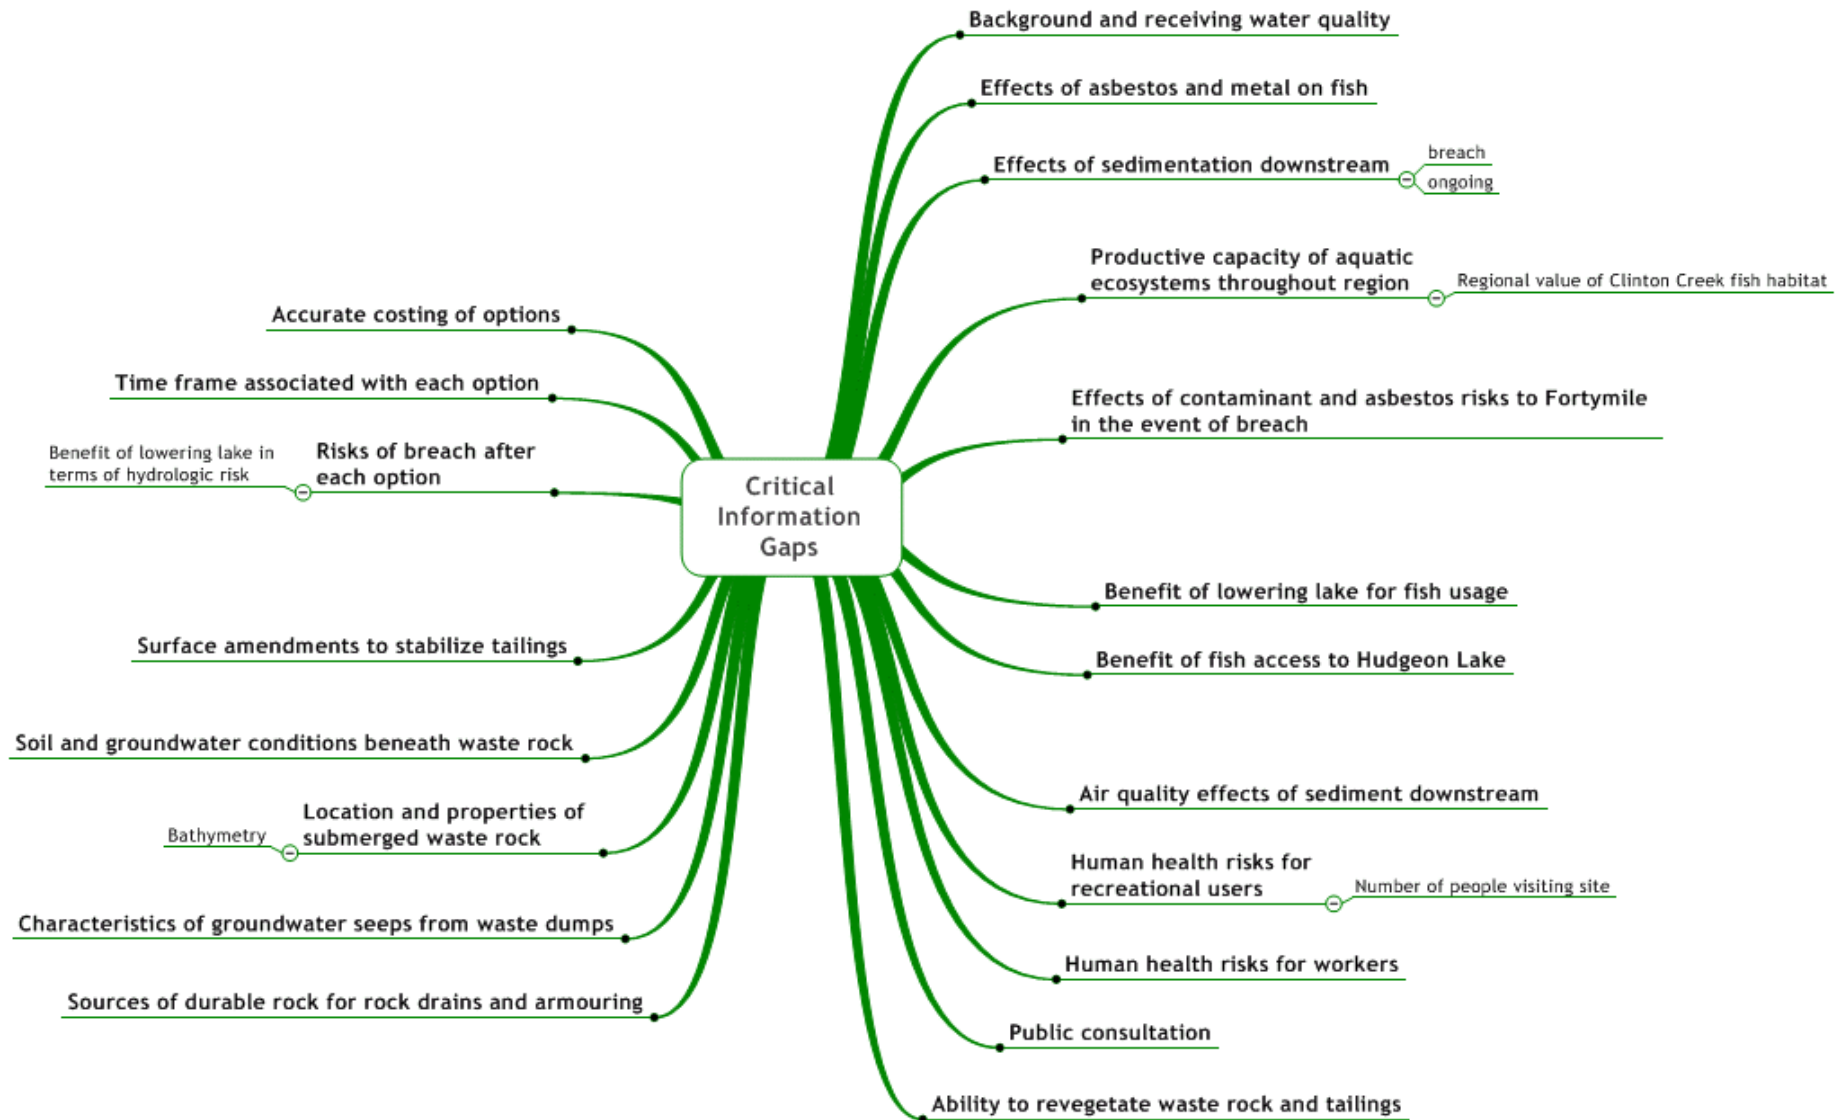 Critical
Information
Gaps
Background and receiving water quality
Effects of asbestos and metal on fish
Effects of sedimentation downstream
breach
ongoing
Productive capacity of aquatic
ecosystems throughout region
Regional value of Clinton Creek fish habitat
Effects of contaminant and asbestos risks to Fortymile
in the event of breach
Benefit of lowering lake for fish usage
Benefit of fish access to Hudgeon Lake
Air quality effects of sediment downstream
Human health risks for
recreational users
Number of people visiting site
Human health risks for workers
Public consultation
Ability to revegetate waste rock and tailings
Accurate costing of options
Time frame associated with each option
Risks of breach after
each option
Benefit of lowering lake in
terms of hydrologic risk
Surface amendments to stabilize tailings
Soil and groundwater conditions beneath waste rock
Location and properties of
submerged waste rock
Bathymetry
Characteristics of groundwater seeps from waste dumps
Sources of durable rock for rock drains and armouring